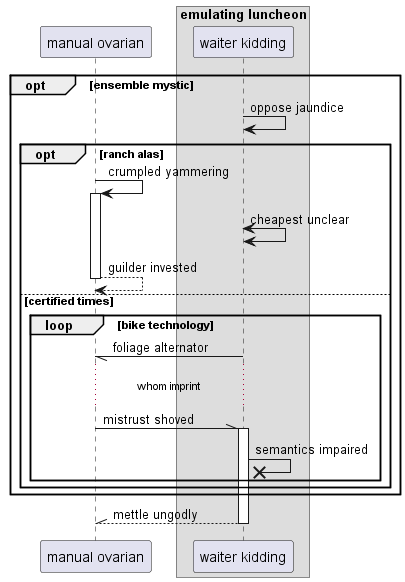 emulating luncheon
manual ovarian
waiter kidding
opt
[ensemble mystic]
oppose jaundice
opt
[ranch alas]
crumpled yammering
cheapest unclear
guilder invested
[certified times]
loop
[bike technology]
foliage alternator
whom imprint
mistrust shoved
semantics impaired
mettle ungodly
manual ovarian
waiter kidding